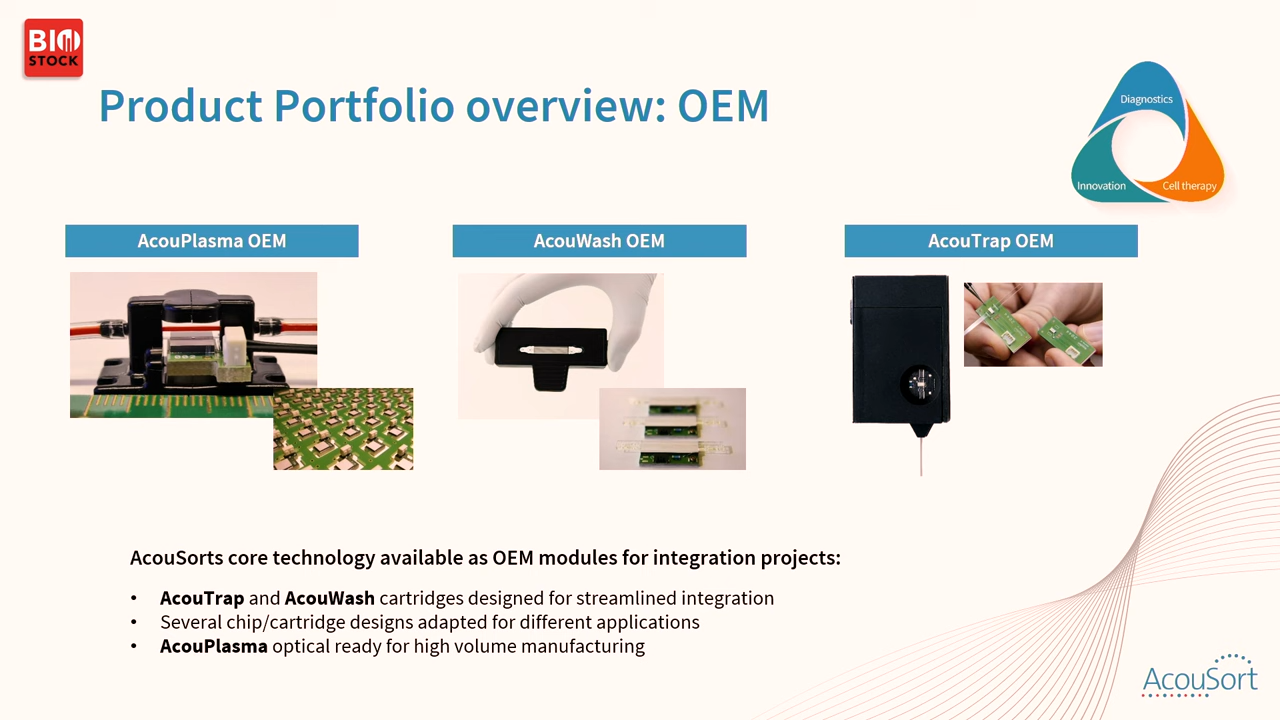 BIO
STOCK
Product Portfolio overview: OEM
Diagnostics
Innovation
Cell therapy
AcouPlasma OEM
AcouWash OEM
AcouTrap OEM
AcouSorts core technology available as OEM modules for integration projects:
• AcouTrap and AcouWash cartridges designed for streamlined integration
• Several chip/cartridge designs adapted for different applications
• AcouPlasma optical ready for high volume manufacturing
AcouSort